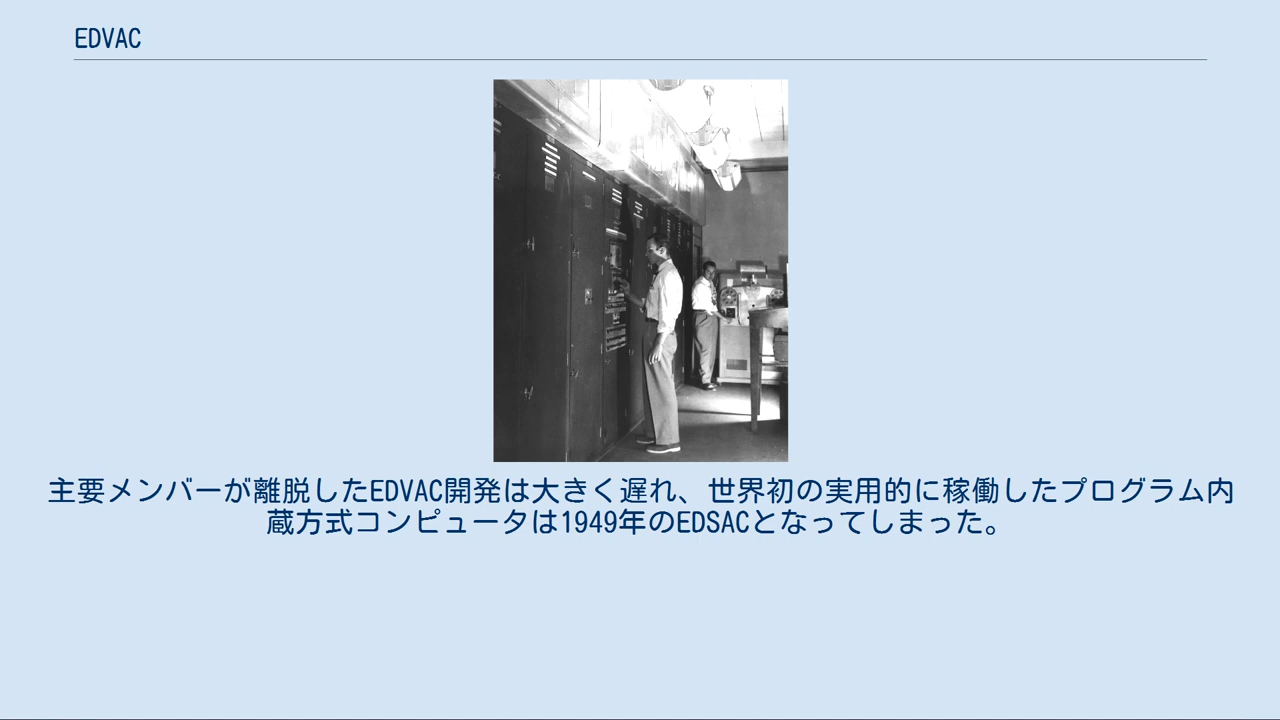 EDVAC
主要メンバーが離脱したEDVAC開発は大きく遅れ、世界初の実用的に稼働したプログラム内
蔵方式コンピュータは1949年のEDSACとなってしまった。